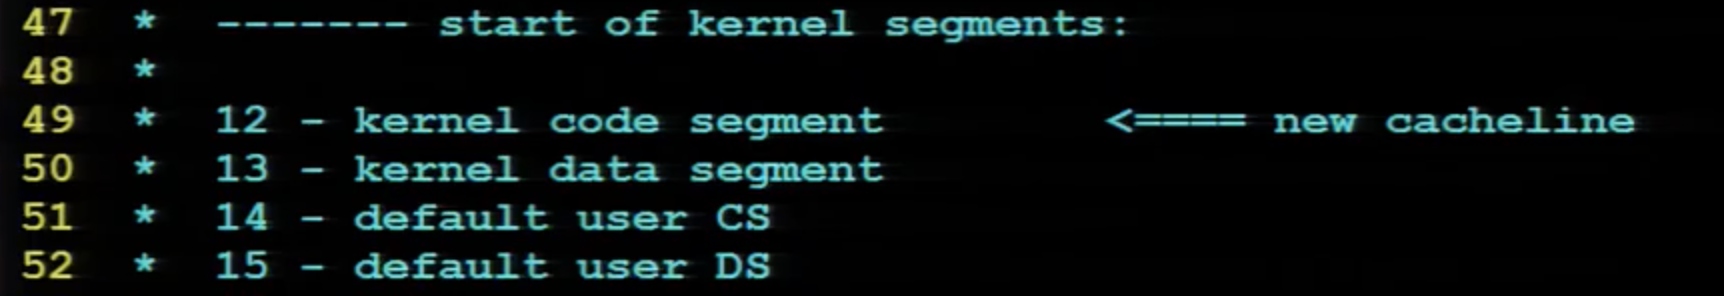 47 * ------- start of kernel segments:
48 *
49 * 12 - kernel code segment <==== new cacheline
50 * 13 - kernel data segment
51 * 14 - default user CS
52 * 15 - default user DS